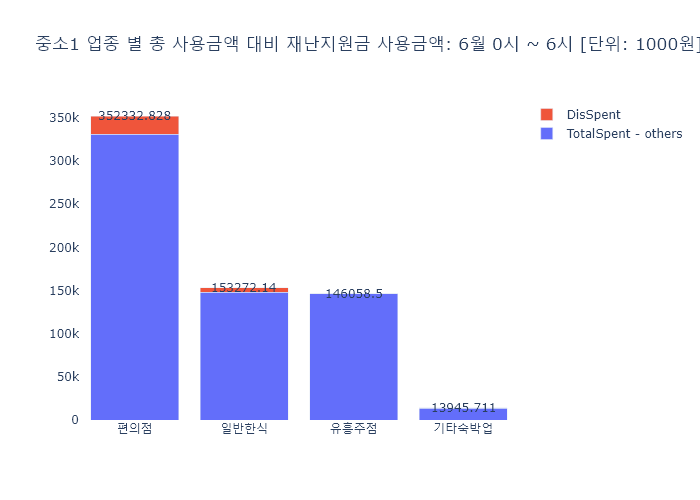 중소1 업종 별 총 사용금액 대비 재난지원금 사용금액: 6월 0시 ~ 6시 [단위: 1000원]
DisSpent
TotalSpent - others
350k
300k
250k
200k
150k
100k
50k
0
352332.828
153272.14
146058.5
13945.711
편의점
일반한식
유흥주점
기타숙박업